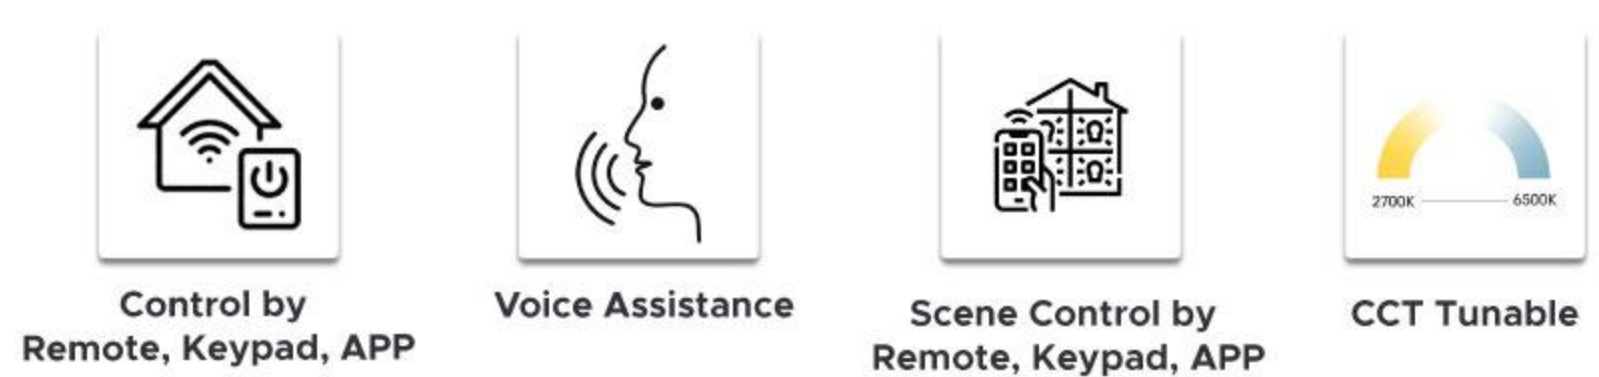 Control by
Remote, Keypad, APP
Voice Assistance
Scene Control by
Remote, Keypad, APP
2700K
6500K
CCT Tunable